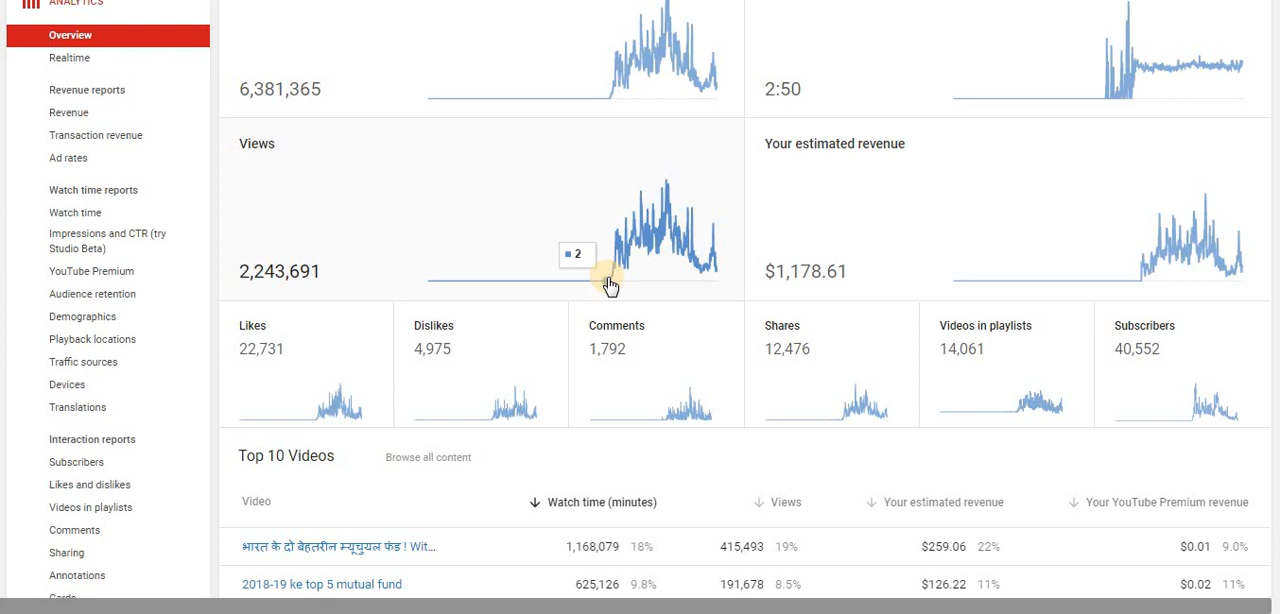 ANALYTICS
Overview
Realtime
Revenue reports
Revenue
Transaction revenue
Ad rates
Watch time reports
Watch time
Impressions and CTR (try
Studio Beta)
YouTube Premium
Audience retention
Demographics
Playback locations
Traffic sources
Devices
Translations
Interaction reports
Subscribers
Likes and dislikes
Videos in playlists
Comments
Sharing
Annotations
Cards
6,381,365
2:50
Views
2
2,243,691
Your estimated revenue
$1,178.61
Likes
22,731
Dislikes
4,975
Comments
1,792
Shares
12,476
Videos in playlists
14,061
Subscribers
40,552
Top 10 Videos Browse all content
Video Watch time (minutes) Views Your estimated revenue Your YouTube Premium revenue
भारत के दो बेहतरीन म्यूचुयल फंड ! Wit... 1,168,079 18% 415,493 19% $259.06 22% $0.01 9.0%
2018-19 ke top 5 mutual fund 625,126 9.8% 191,678 8.5% $126.22 11% $0.02 11%